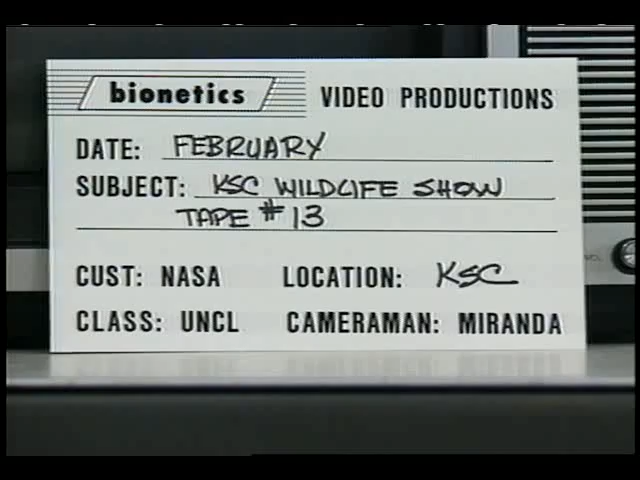 bionetics VIDEO PRODUCTIONS
DATE: FEBRUARY
SUBJECT: KSC WILDLIFE SHOW
TAPE # 13
CUST: NASA LOCATION: KSC
CLASS: UNCL CAMERAMAN: MIRANDA
VOL